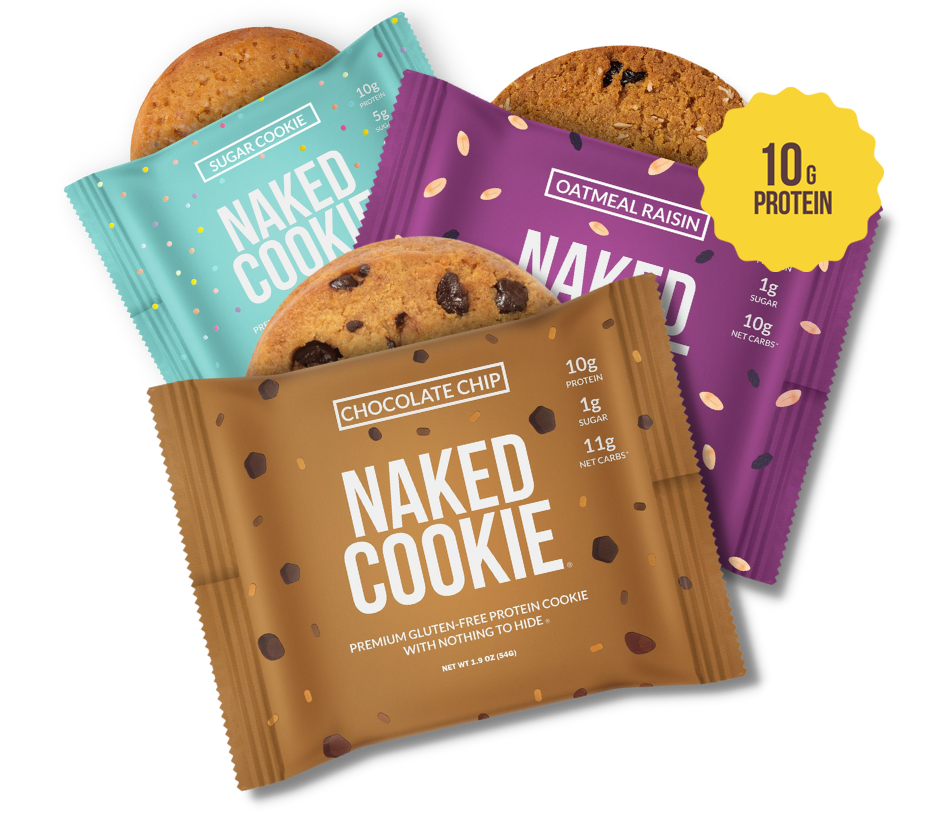 SUGAR COOKIE
NAKED
10g
PROTEIN
5g
OATMEAL RAISIN
NAKED
1g
SUGAR
10g
NET CARBS*
10 G
PROTEIN
CHOCOLATE CHIP
NAKED
COOKIE®
10g
PROTEIN
1g
SUGAR
11g
NET CARBS*
PREMIUM GLUTEN-FREE PROTEIN COOKIE
WITH NOTHING TO HIDE®
NET WT 1.9 OZ (54G)